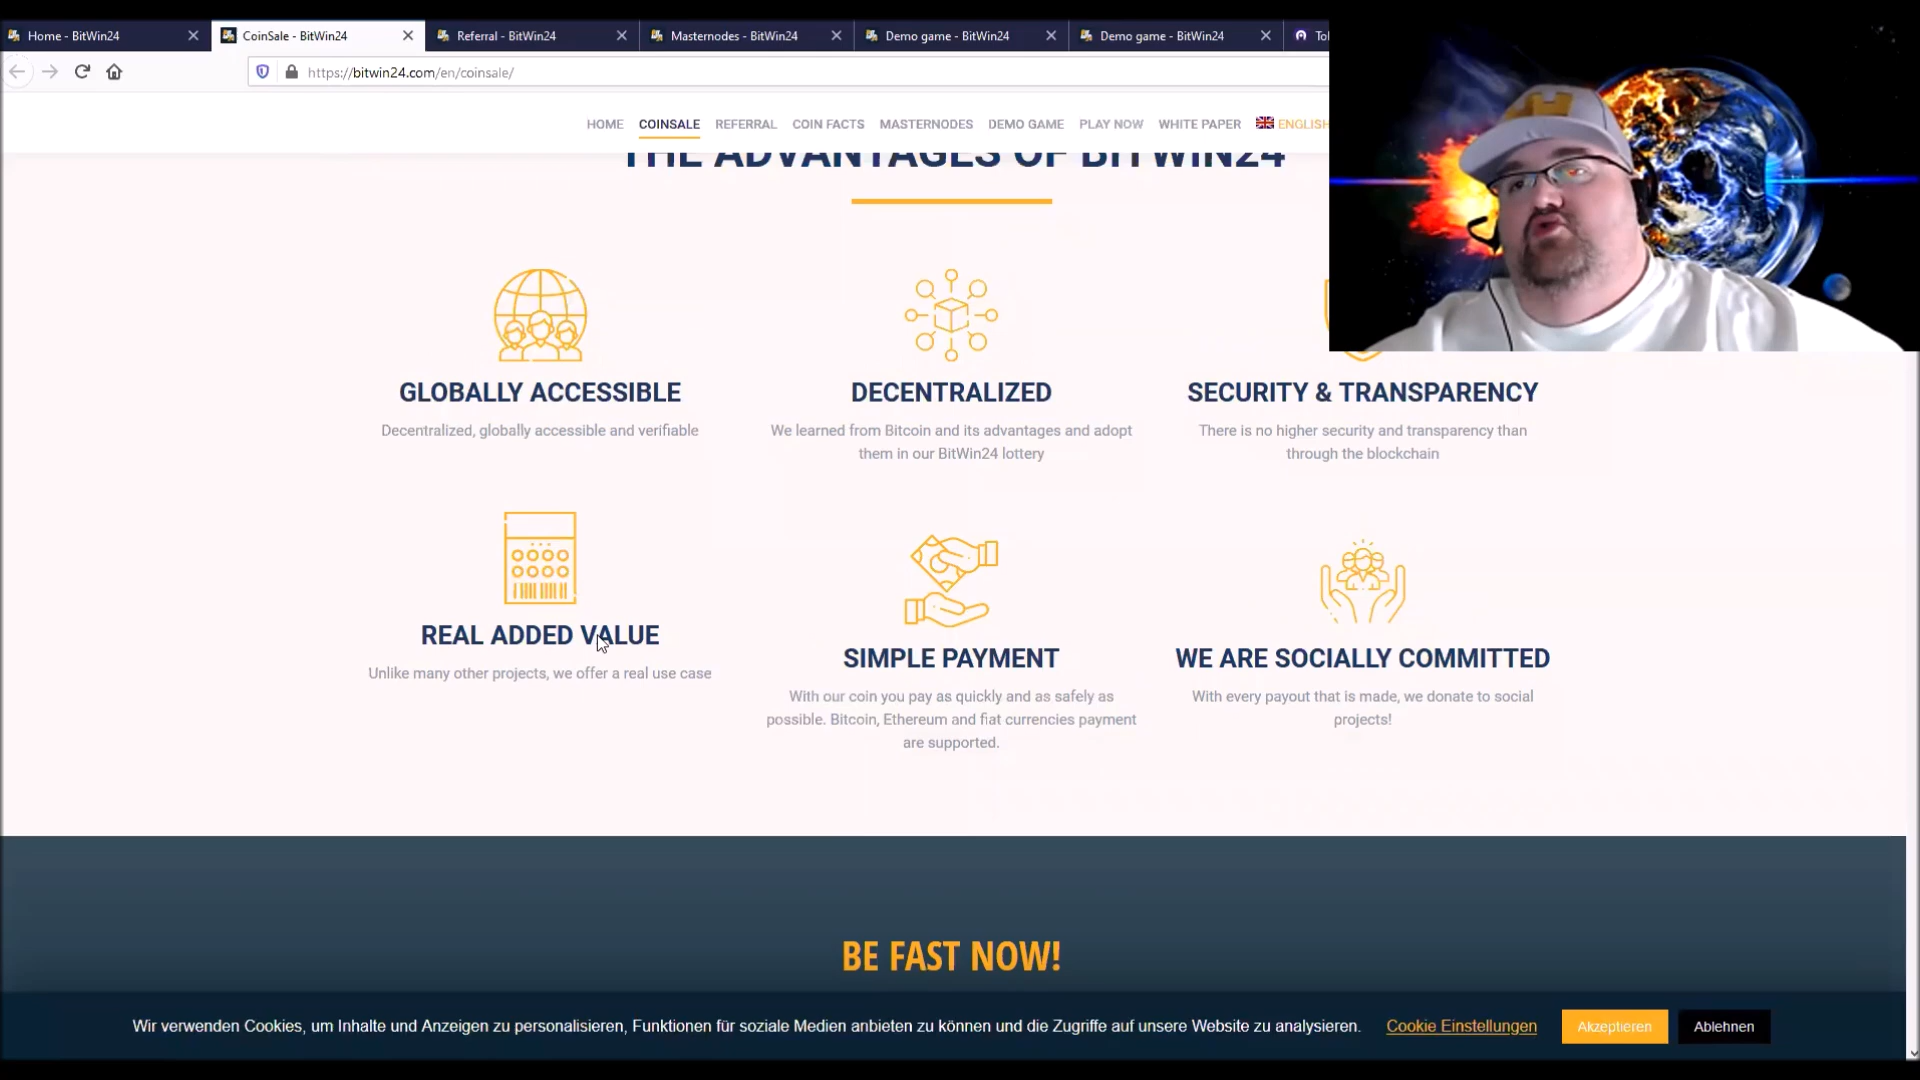 Home - BitWin24
CoinSale - BitWin24
Referral - BitWin24
Masternodes - BitWin24
Demo game - BitWin24
Demo game - BitWin24
https://bitwin24.com/en/coinsale/
HOME COINSALE REFERRAL COIN FACTS MASTERNODES DEMO GAME PLAY NOW WHITE PAPER ENGLISH
THE ADVANTAGES OF BITWIN24
GLOBALLY ACCESSIBLE
Decentralized, globally accessible and verifiable
DECENTRALIZED
We learned from Bitcoin and its advantages and adopt
them in our BitWin24 lottery
SECURITY & TRANSPARENCY
There is no higher security and transparency than
through the blockchain
REAL ADDED VALUE
Unlike many other projects, we offer a real use case
SIMPLE PAYMENT
With our coin you pay as quickly and as safely as
possible. Bitcoin, Ethereum and fiat currencies payment
are supported.
WE ARE SOCIALLY COMMITTED
With every payout that is made, we donate to social
projects!
BE FAST NOW!
Wir verwenden Cookies, um Inhalte und Anzeigen zu personalisieren, Funktionen für soziale Medien anbieten zu können und die Zugriffe auf unsere Website zu analysieren.
Cookie Einstellungen
Akzeptieren
Ablehnen